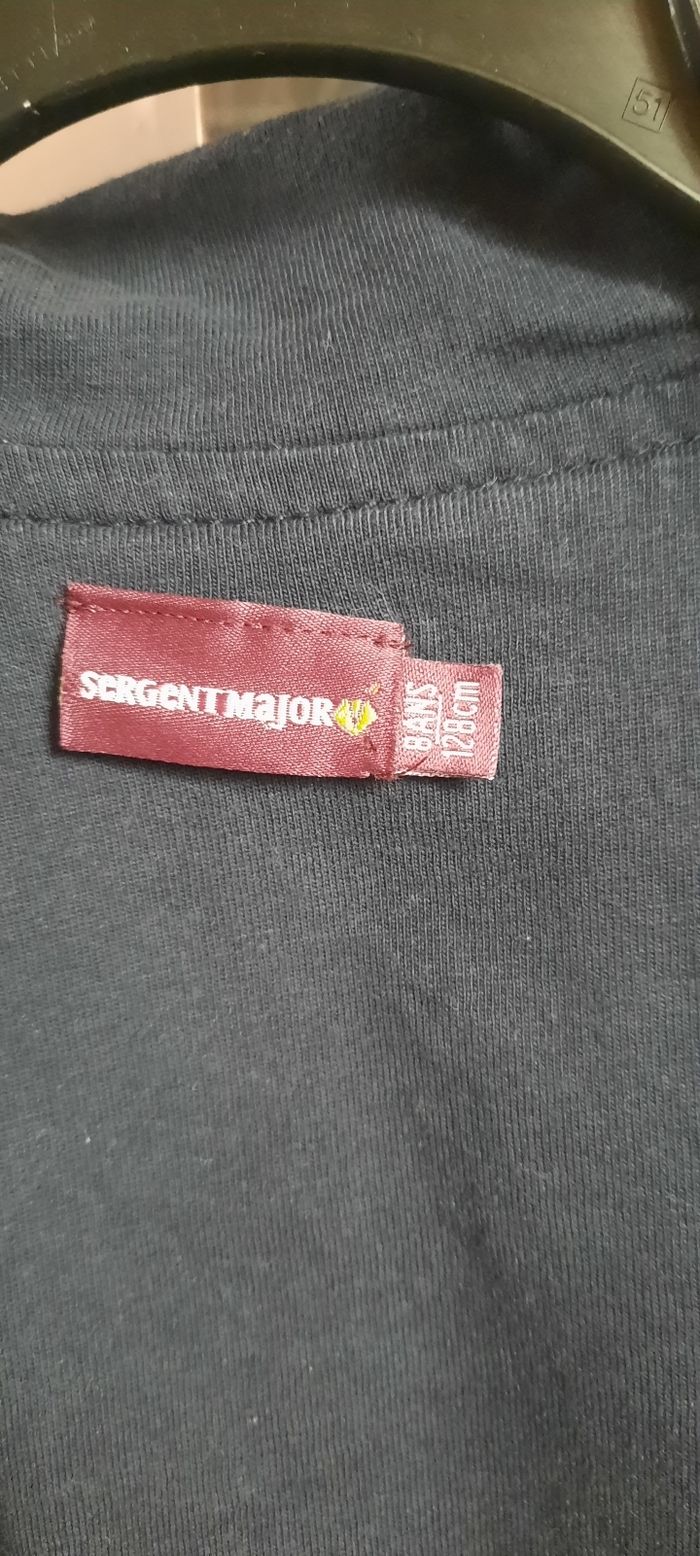 51
SeRGeNTMajOR
8ANS
128cm